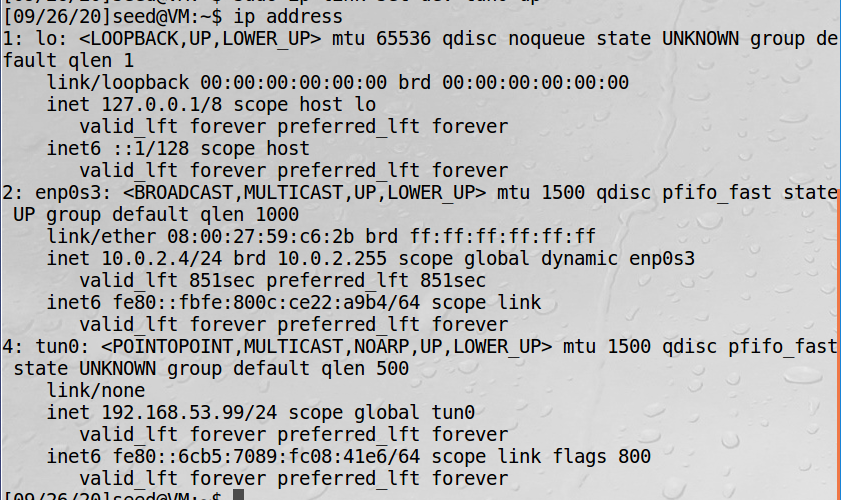 [09/26/20]seed@VM:~$ ip address
1: lo: <LOOPBACK,UP,LOWER_UP> mtu 65536 qdisc noqueue state UNKNOWN group de
fault qlen 1
    link/loopback 00:00:00:00:00:00 brd 00:00:00:00:00:00
    inet 127.0.0.1/8 scope host lo
       valid_lft forever preferred_lft forever
    inet6 ::1/128 scope host
       valid_lft forever preferred_lft forever
2: enp0s3: <BROADCAST,MULTICAST,UP,LOWER_UP> mtu 1500 qdisc pfifo_fast state
 UP group default qlen 1000
    link/ether 08:00:27:59:c6:2b brd ff:ff:ff:ff:ff:ff
    inet 10.0.2.4/24 brd 10.0.2.255 scope global dynamic enp0s3
       valid_lft 851sec preferred_lft 851sec
    inet6 fe80::fbfe:800c:ce22:a9b4/64 scope link
       valid_lft forever preferred_lft forever
4: tun0: <POINTOPOINT,MULTICAST,NOARP,UP,LOWER_UP> mtu 1500 qdisc pfifo_fast
 state UNKNOWN group default qlen 500
    link/none
    inet 192.168.53.99/24 scope global tun0
       valid_lft forever preferred_lft forever
    inet6 fe80::6cb5:7089:fc08:41e6/64 scope link flags 800
       valid_lft forever preferred_lft forever
[09/26/20]seed@VM:~$